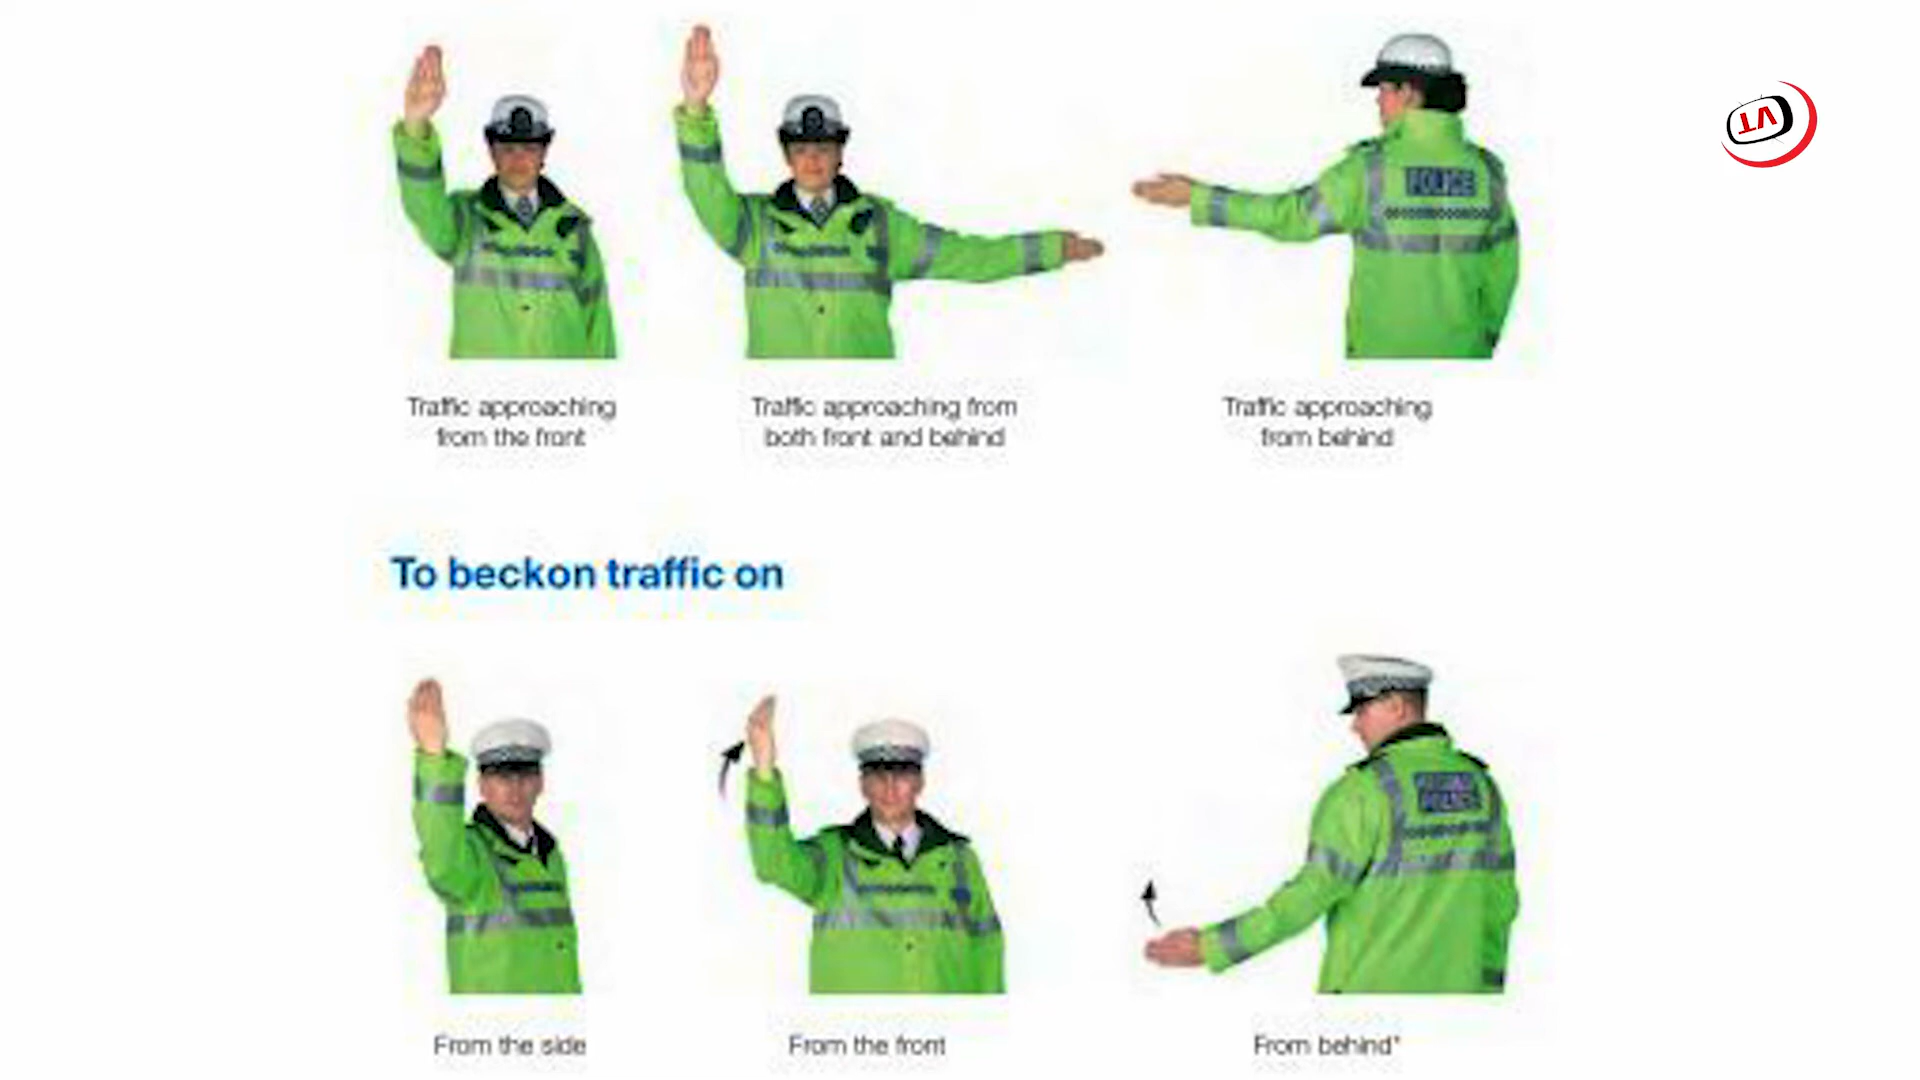 POLICE
Traffic approaching
from the front
Traffic approaching from
both front and behind
Traffic approaching
from behind
To beckon traffic on
POLICE
From the side
From the front
From behind*